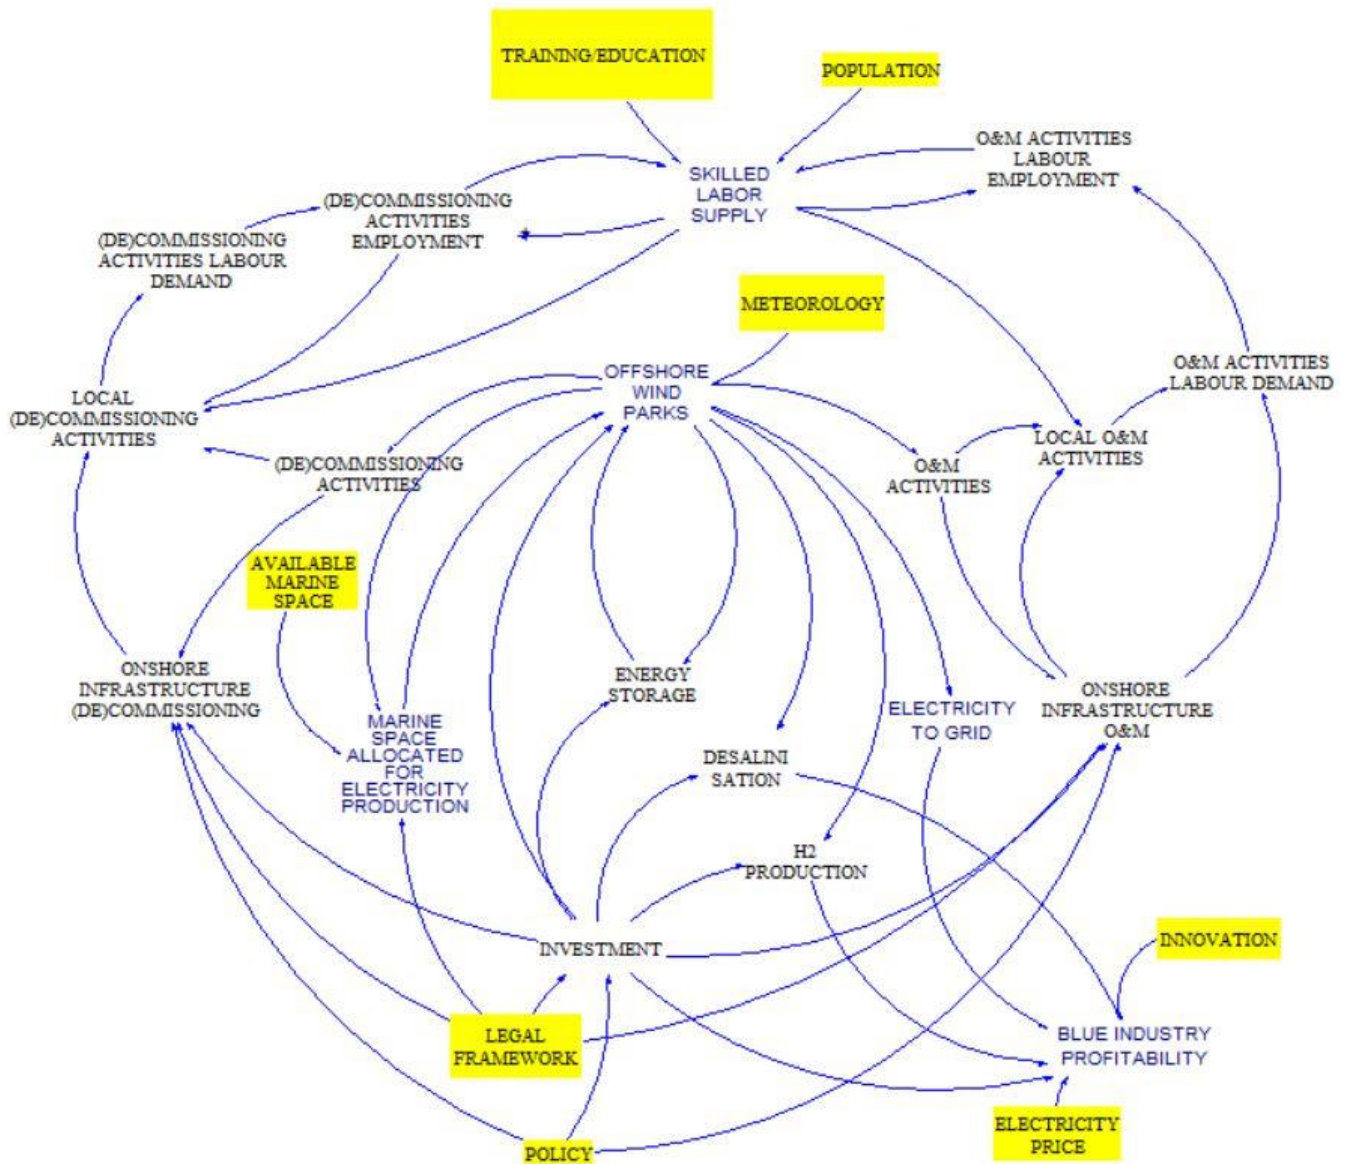 TRAINING/EDUCATION
POPULATION
O&M ACTIVITIES
LABOUR
EMPLOYMENT
SKILLED
LABOR
SUPPLY
(DE)COMMISSIONING
ACTIVITIES
EMPLOYMENT
(DE)COMMISSIONING
ACTIVITIES LABOUR
DEMAND
METEOROLOGY
OFFSHORE
WIND
PARKS
O&M ACTIVITIES
LABOUR DEMAND
LOCAL
(DE)COMMISSIONING
ACTIVITIES
LOCAL O&M
ACTIVITIES
(DE)COMMISSIONING
ACTIVITIES
O&M
ACTIVITIES
AVAILABLE
MARINE
SPACE
ONSHORE
INFRASTRUCTURE
(DE)COMMISSIONING
ENERGY
STORAGE
ONSHORE
INFRASTRUCTURE
O&M
MARINE
SPACE
ALLOCATED
FOR
ELECTRICITY
PRODUCTION
ELECTRICITY
TO GRID
DESALINI
SATION
H2
PRODUCTION
INVESTMENT
INNOVATION
LEGAL
FRAMEWORK
BLUE INDUSTRY
PROFITABILITY
ELECTRICITY
PRICE
POLICY